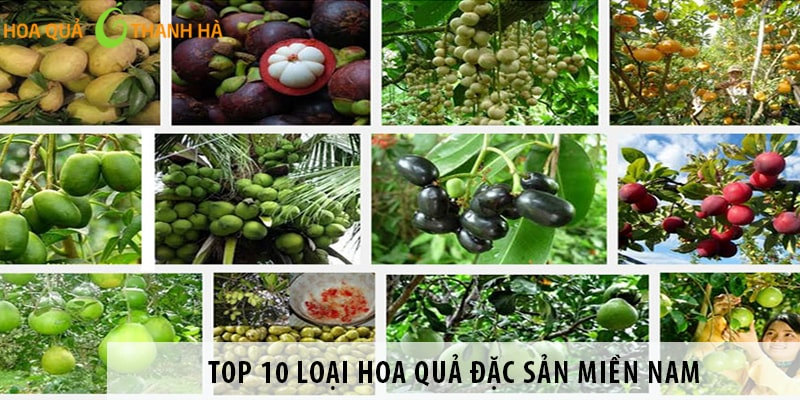 HOA QUẢ THANH HÀ
TOP 10 LOẠI HOA QUẢ ĐẶC SẢN MIỀN NAM